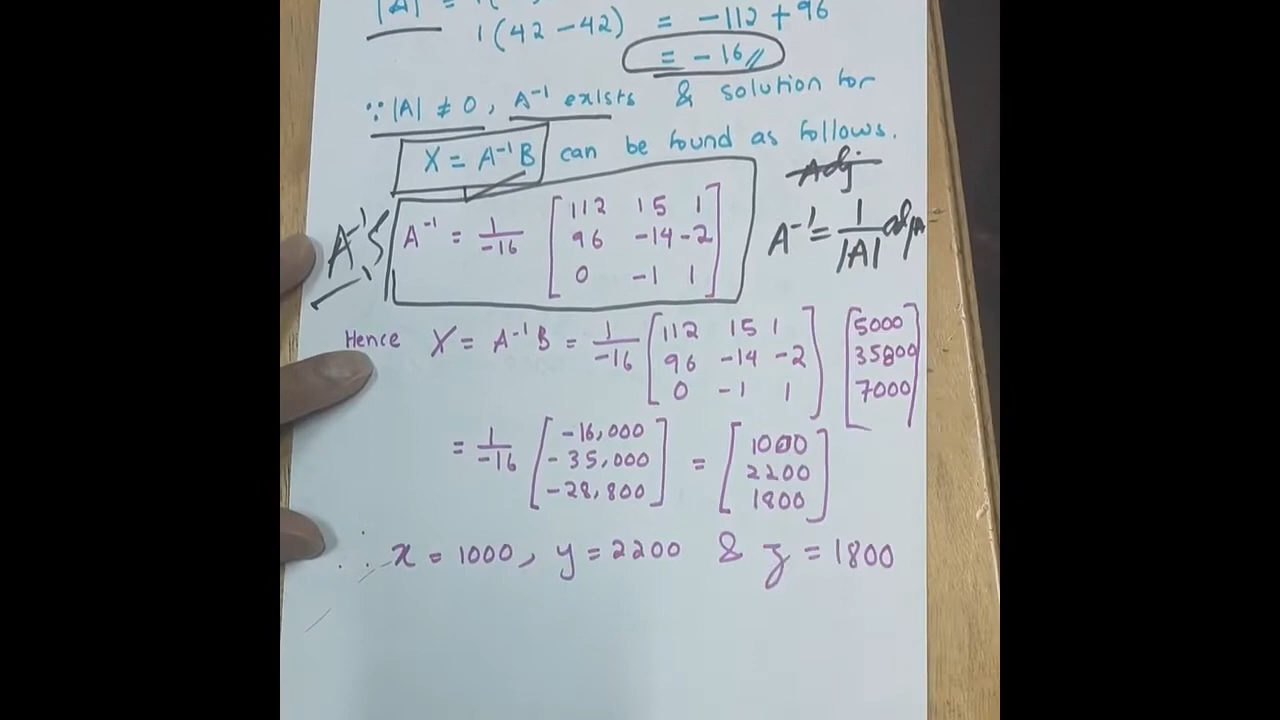 |A| =
1(42 - 42) = -112 + 96
= -16 //
∵ |A| ≠ 0, A⁻¹ exists & solution for
X = A⁻¹B can be found as follows.
Adj
A⁻¹ = 1/-16 [112 15 1
96 -14 -2
0 -1 1]
A⁻¹ = 1/|A| adjA
Hence X = A⁻¹B = 1/-16 [112 15 1
96 -14 -2
0 -1 1] [5000
35800
7000]
= 1/-16 [-16,000
-35,000
-28,800] = [1000
2200
1800]
∴ x = 1000, y = 2200 & z = 1800